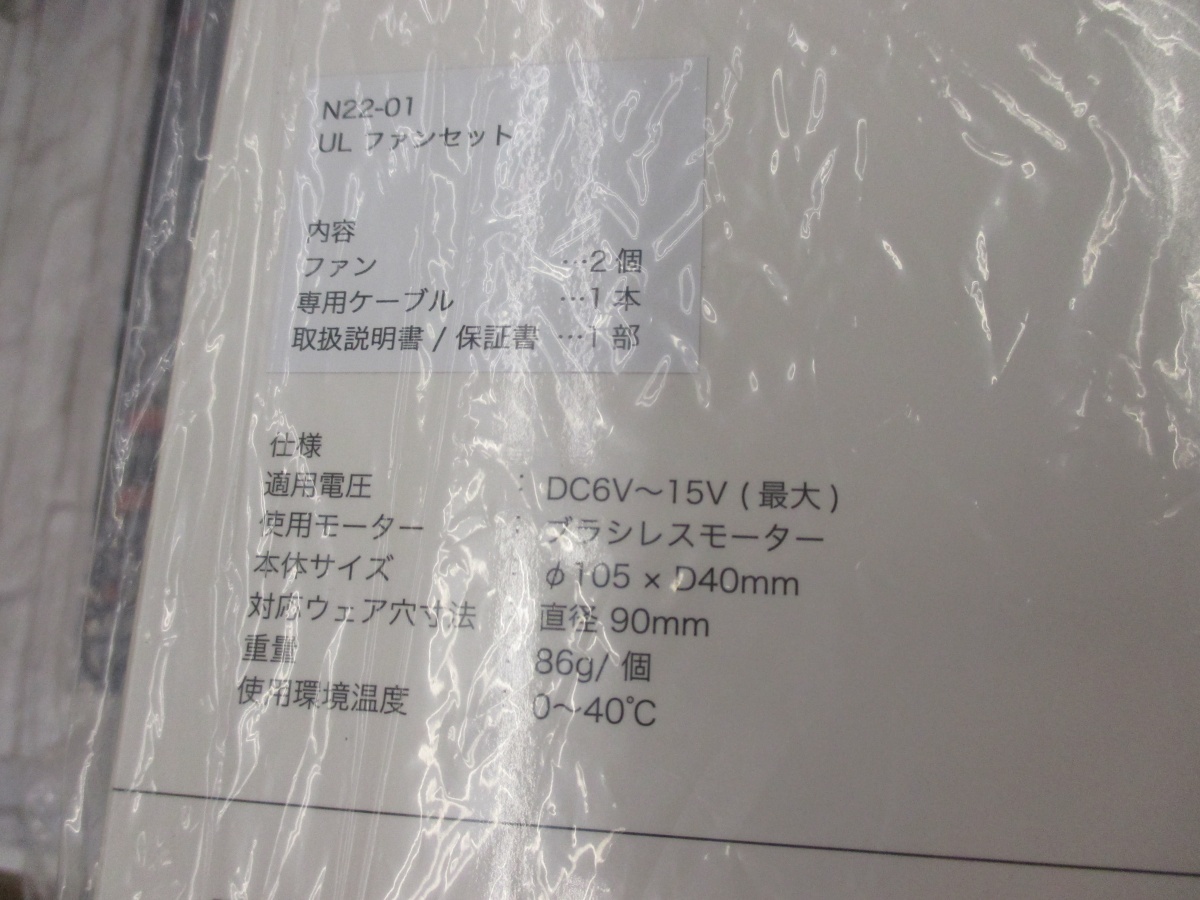 N22-01
UL ファンセット
内容
ファン …2 個
専用ケーブル …1 本
取扱説明書 / 保証書 …1 部
仕様
適用電圧 : DC6V〜15V ( 最大 )
使用モーター : ブラシレスモーター
本体サイズ : φ105 × D40mm
対応ウェア穴寸法 : 直径 90mm
重量 : 86g/ 個
使用環境温度 : 0〜40℃